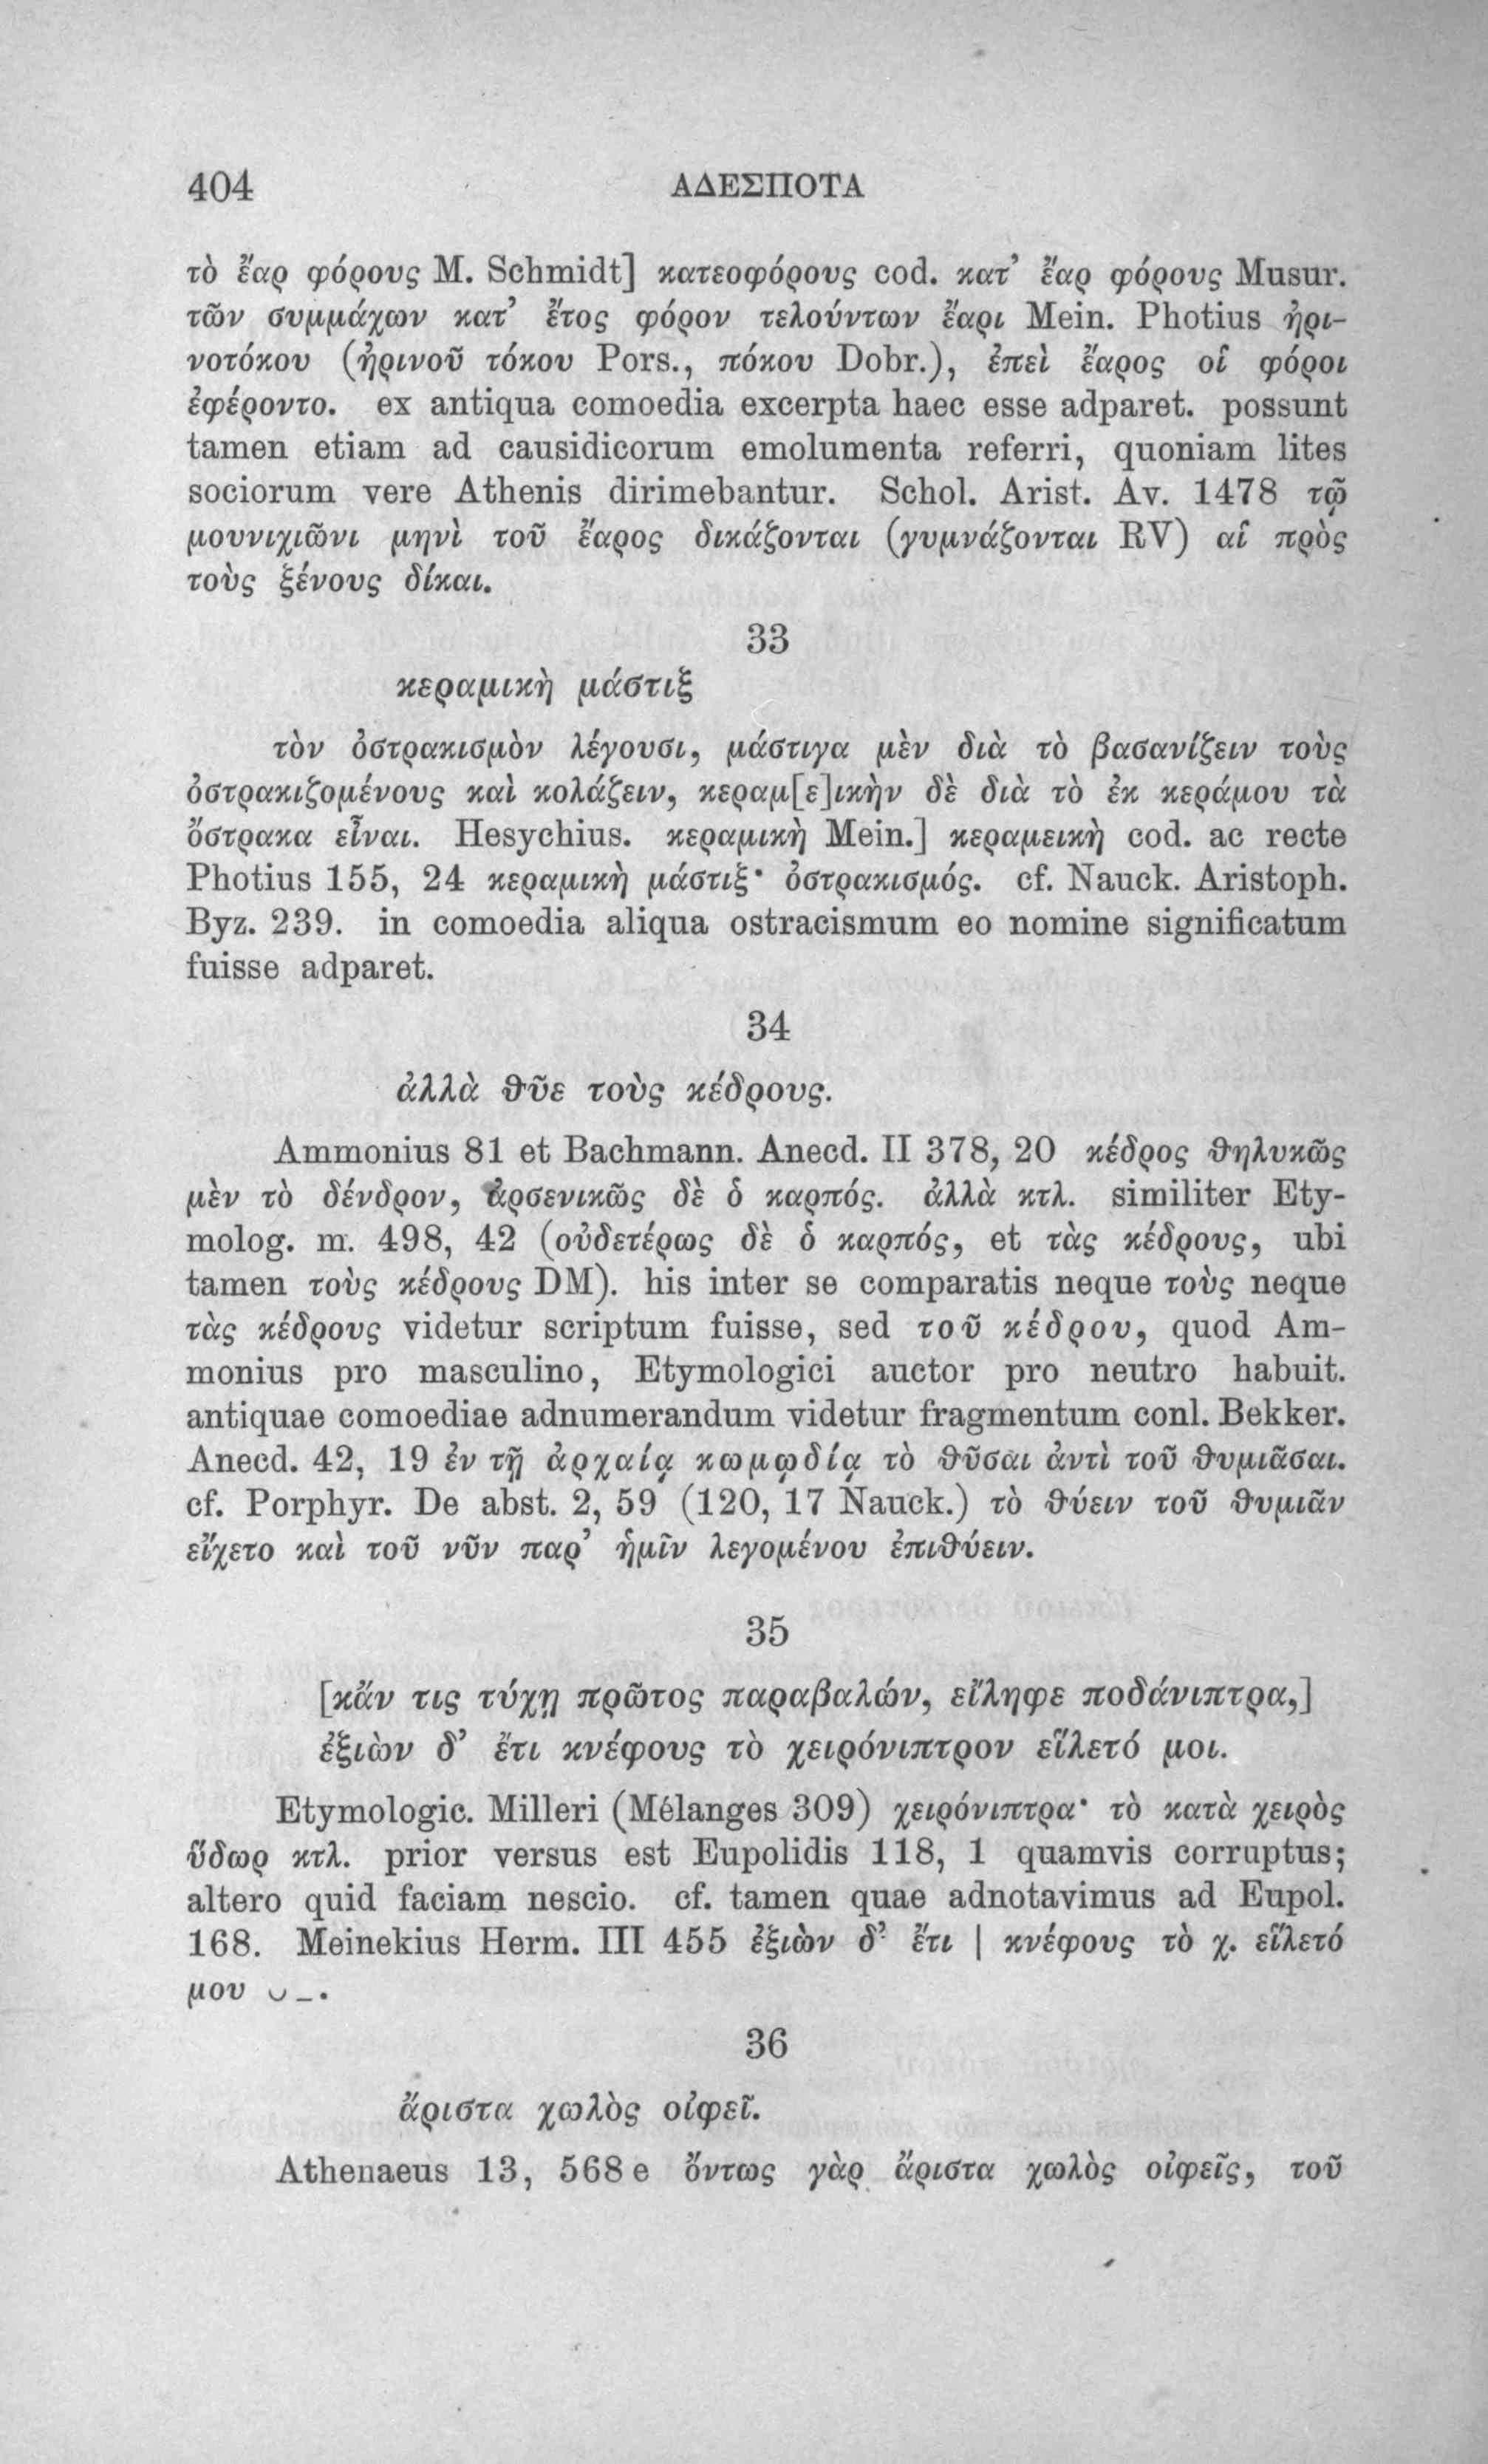 404 ΑΔΕΣΠΟΤΑ
τὸ ἔαρ φόρους M. Schmidt] κατεοφόρους cod. κατ’ ἔαρ φόρους Musur.
τῶν συμμάχων κατ’ ἔτος φόρον τελούντων ἔαρι Mein. Photius ἠρι-
νοτόκου (ἠρινοῦ τόκου Pors., πόκου Dobr.), ἐπεὶ ἔαρος οἱ φόροι
ἐφέροντο. ex antiqua comoedia excerpta haec esse adparet. possunt
tamen etiam ad causidicorum emolumenta referri, quoniam lites
sociorum vere Athenis dirimebantur. Schol. Arist. Av. 1478 τῷ
μουνιχιῶνι μηνὶ τοῦ ἔαρος δικάζονται (γυμνάζονται RV) αἱ πρὸς
τοὺς ξένους δίκαι.
33
κεραμικὴ μάστιξ
τὸν ὀστρακισμὸν λέγουσι, μάστιγα μὲν διὰ τὸ βασανίζειν τοὺς
ὀστρακιζομένους καὶ κολάζειν, κεραμ[ε]ικὴν δὲ διὰ τὸ ἐκ κεράμου τὰ
ὄστρακα εἶναι. Hesychius. κεραμικὴ Mein.] κεραμεικὴ cod. ac recte
Photius 155, 24 κεραμικὴ μάστιξ· ὀστρακισμός. cf. Nauck. Aristoph.
Byz. 239. in comoedia aliqua ostracismum eo nomine significatum
fuisse adparet.
34
ἀλλὰ θῦε τοὺς κέδρους.
Ammonius 81 et Bachmann. Anecd. II 378, 20 κέδρος θηλυκῶς
μὲν τὸ δένδρον, ἀρσενικῶς δὲ ὁ καρπός. ἀλλὰ κτλ. similiter Ety-
molog. m. 498, 42 (οὐδετέρως δὲ ὁ καρπός, et τὰς κέδρους, ubi
tamen τοὺς κέδρους DM). his inter se comparatis neque τοὺς neque
τὰς κέδρους videtur scriptum fuisse, sed τοῦ κέδρου, quod Am-
monius pro masculino, Etymologici auctor pro neutro habuit.
antiquae comoediae adnumerandum videtur fragmentum conl. Bekker.
Anecd. 42, 19 ἐν τῇ ἀρχαίᾳ κωμῳδίᾳ τὸ θῦσαι ἀντὶ τοῦ θυμιᾶσαι.
cf. Porphyr. De abst. 2, 59 (120, 17 Nauck.) τὸ θύειν τοῦ θυμιᾶν
εἴχετο καὶ τοῦ νῦν παρ’ ἡμῖν λεγομένου ἐπιθύειν.
35
[κἄν τις τύχῃ πρῶτος παραβαλών, εἴληφε ποδάνιπτρα,]
ἐξιὼν δ’ ἔτι κνέφους τὸ χειρόνιπτρον εἵλετό μοι.
Etymologic. Milleri (Mélanges 309) χειρόνιπτρα· τὸ κατὰ χειρὸς
ὕδωρ κτλ. prior versus est Eupolidis 118, 1 quamvis corruptus;
altero quid faciam nescio. cf. tamen quae adnotavimus ad Eupol.
168. Meinekius Herm. III 455 ἐξιὼν δ’ ἔτι | κνέφους τὸ χ. εἵλετό
μου ᴗ _.
36
ἄριστα χωλὸς οἰφεῖ.
Athenaeus 13, 568 e ὄντως γὰρ ἄριστα χωλὸς οἰφεῖς, τοῦ